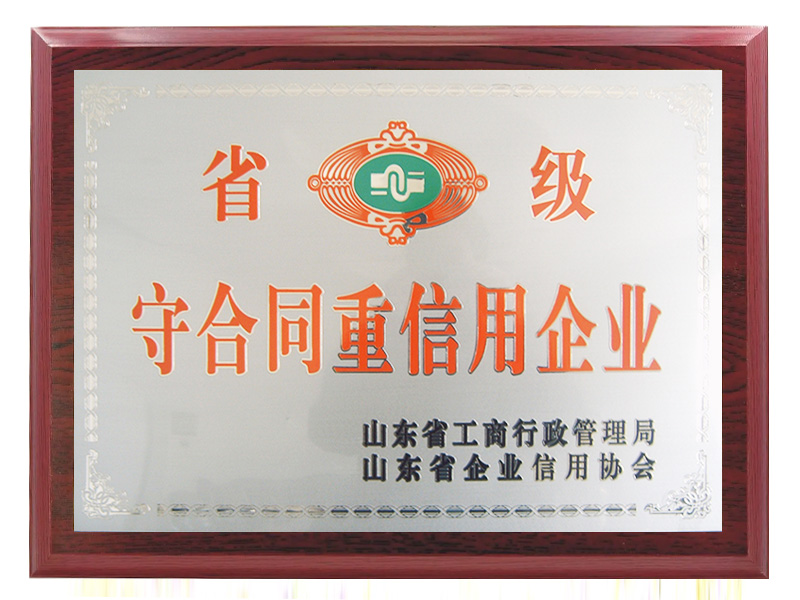 省级
守合同重信用企业
山东省工商行政管理局
山东省企业信用协会